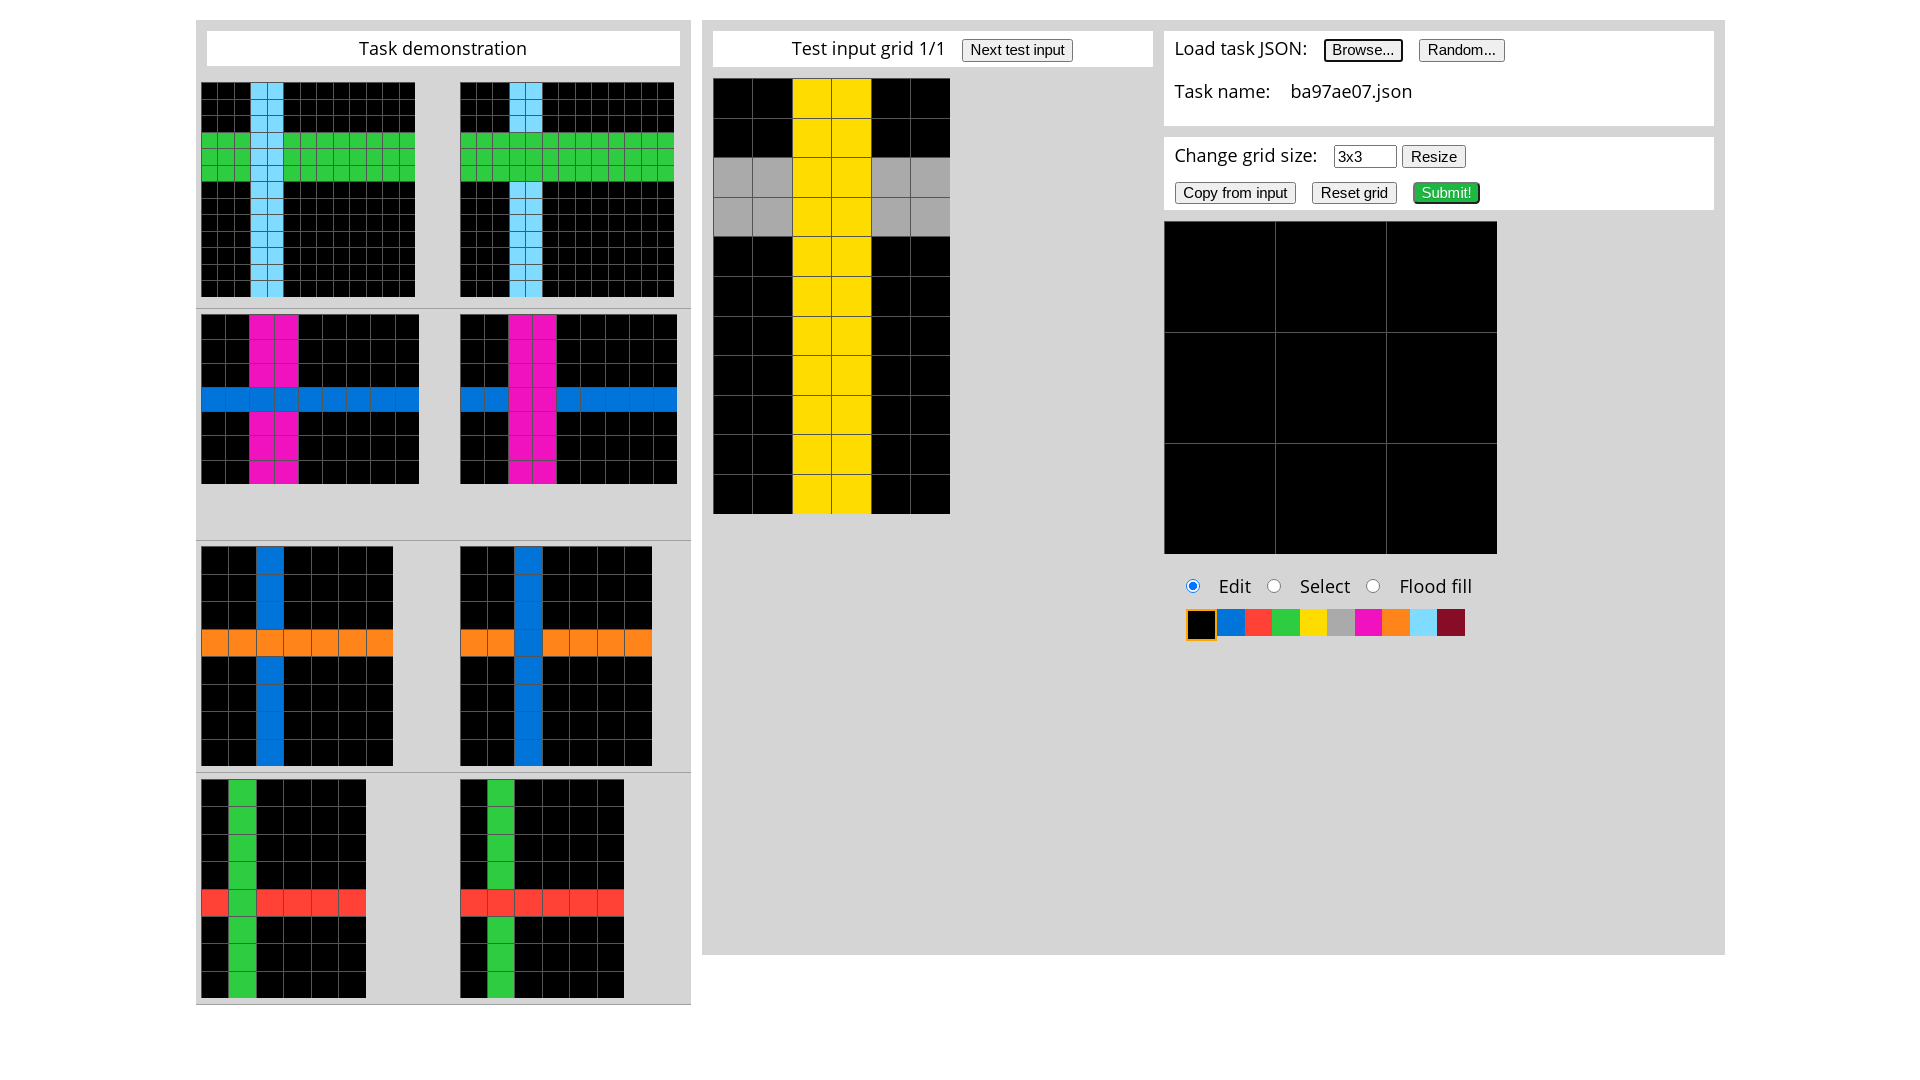 Task demonstration
Test input grid 1/1 Next test input
Load task JSON: Browse... Random...
Task name: ba97ae07.json
Change grid size: 3x3 Resize
Copy from input Reset grid Submit!
Edit Select Flood fill